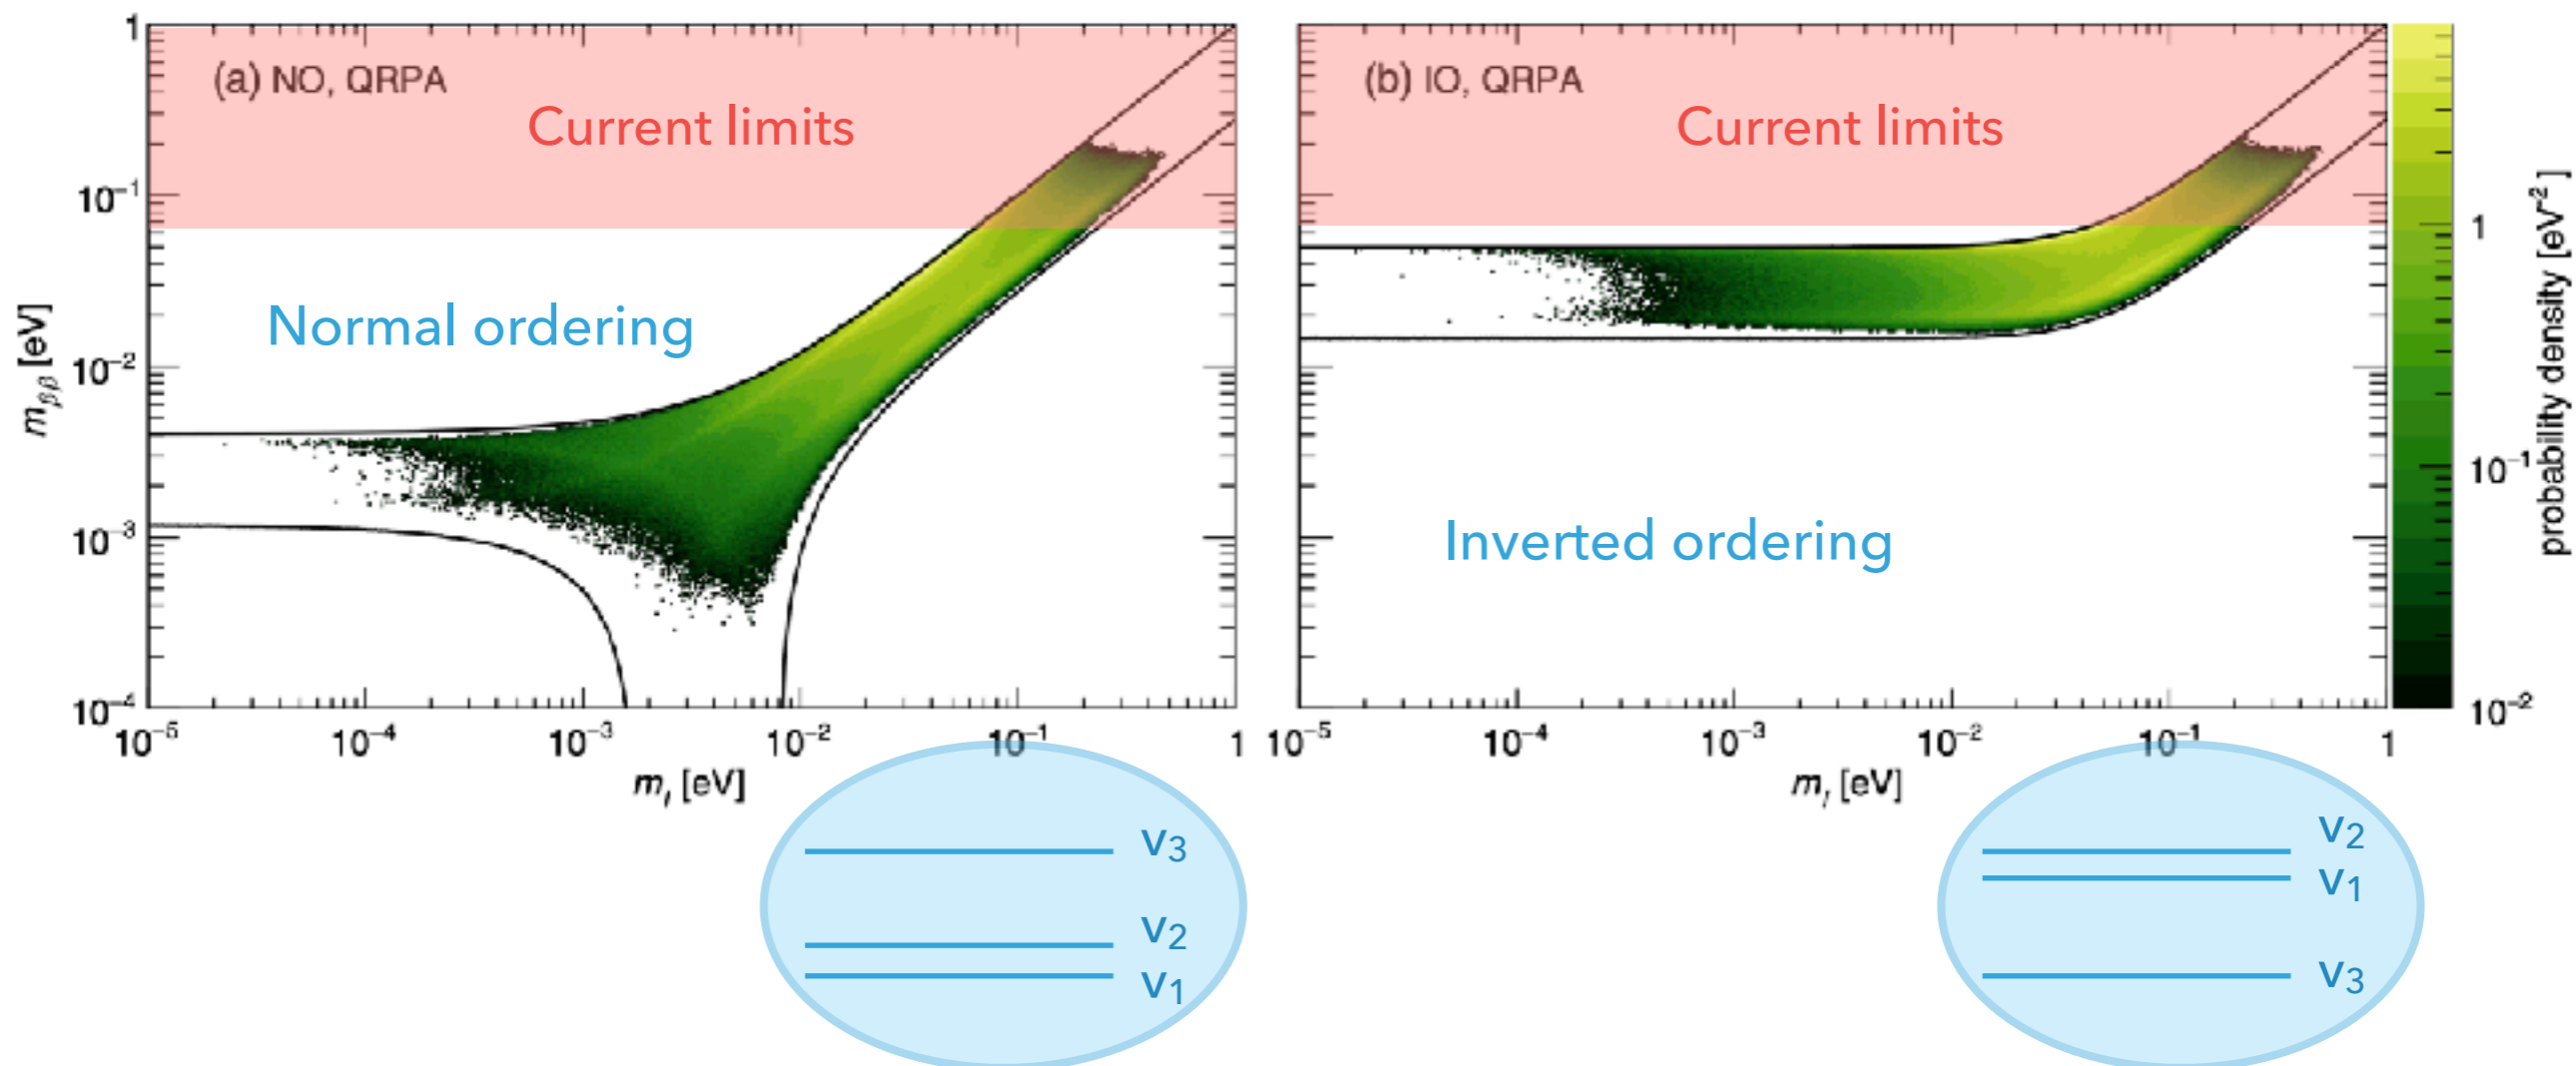 (a) NO, QRPA
Current limits
Normal ordering
1
10⁻¹
10⁻²
10⁻³
10⁻⁴
mββ [eV]
10⁻⁵ 10⁻⁴ 10⁻³ 10⁻² 10⁻¹ 1
mₗ [eV]
(b) IO, QRPA
Current limits
Inverted ordering
10⁻⁵ 10⁻⁴ 10⁻³ 10⁻² 10⁻¹ 1
mₗ [eV]
1
10⁻¹
10⁻²
probability density [eV⁻²]
ν₃
ν₂
ν₁
ν₂
ν₁
ν₃